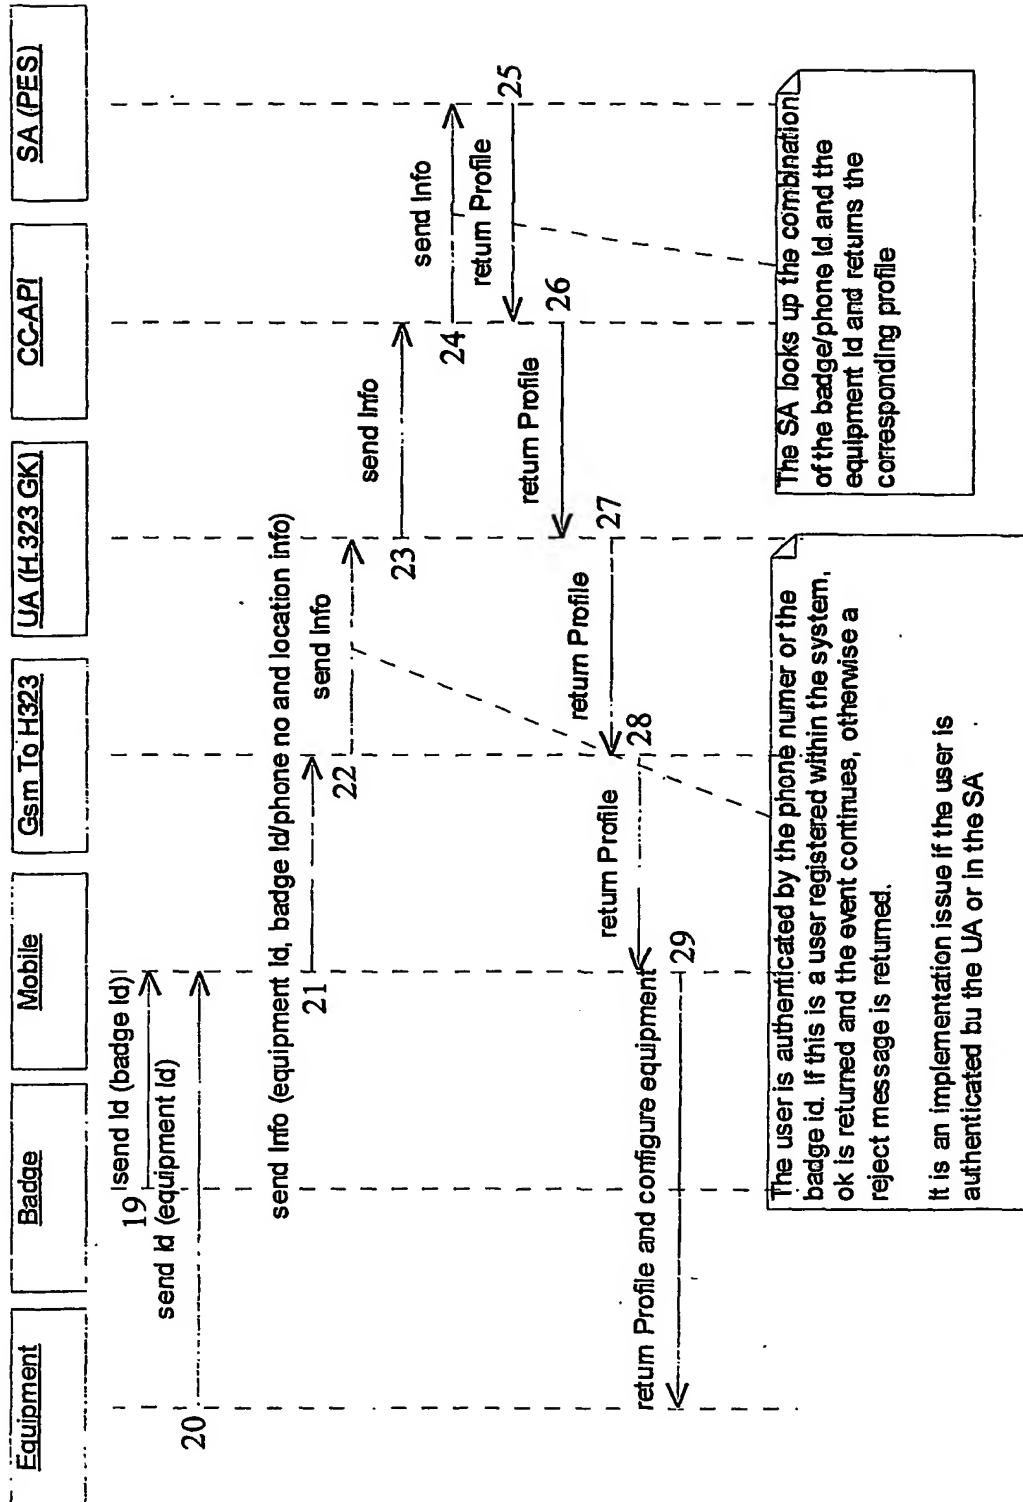 Equipment
Badge
Mobile
Gsm To H323
UA (H.323 GK)
CC-API
SA (PES)
19
send Id (badge Id)
send Id (equipment Id)
20
send Info (equipment Id, badge Id/phone no and location info)
21
send Info
22
send Info
23
send Info
24
return Profile
25
return Profile
26
return Profile
27
return Profile
28
return Profile and configure equipment
29
The user is authenticated by the phone numer or the
badge id. If this is a user registered within the system,
ok is returned and the event continues, otherwise a
reject message is returned.
It is an implementation issue if the user is
authenticated bu the UA or in the SA
The SA looks up the combination
of the badge/phone Id and the
equipment Id and returns the
corresponding profile